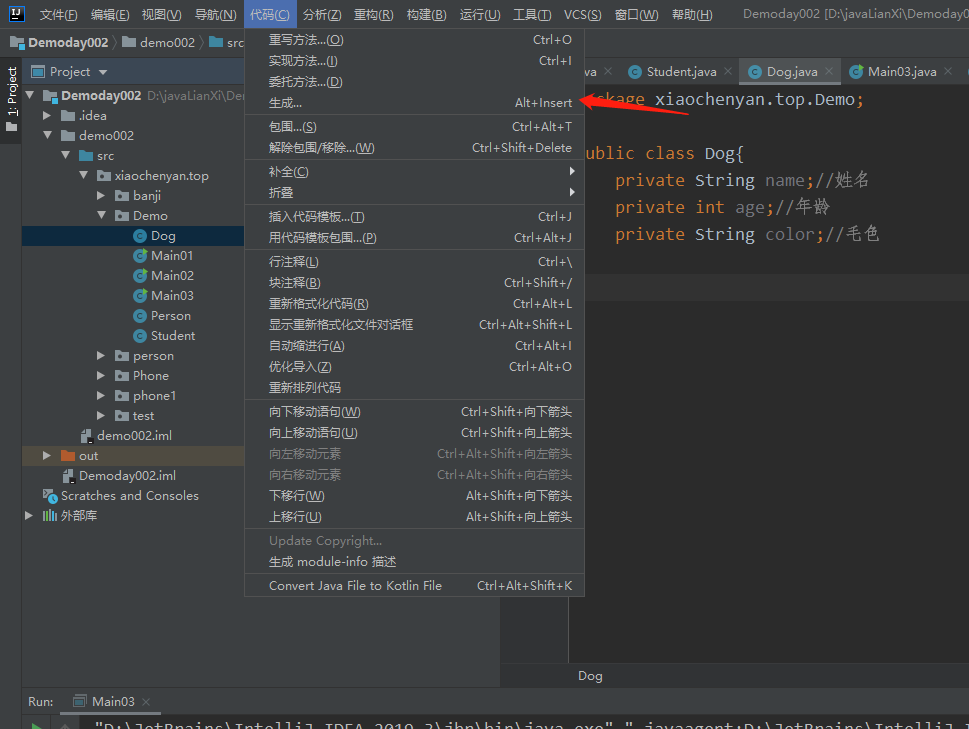 文件(F) 编辑(E) 视图(V) 导航(N) 代码(C) 分析(Z) 重构(R) 构建(B) 运行(U) 工具(T) VCS(S) 窗口(W) 帮助(H) Demoday002 [D:\javaLianXi\Demoday0
Demoday002 demo002 src
1: Project
Project
Demoday002 D:\javaLianXi\De
.idea
demo002
src
xiaochenyan.top
banji
Demo
Dog
Main01
Main02
Main03
Person
Student
person
Phone
phone1
test
demo002.iml
out
Demoday002.iml
Scratches and Consoles
外部库
重写方法...(O) Ctrl+O
实现方法...(I) Ctrl+I
委托方法...(D)
生成... Alt+Insert
包围...(S) Ctrl+Alt+T
解除包围/移除...(W) Ctrl+Shift+Delete
补全(C)
折叠
插入代码模板...(T) Ctrl+J
用代码模板包围...(P) Ctrl+Alt+J
行注释(L) Ctrl+\
块注释(B) Ctrl+Shift+/
重新格式化代码(R) Ctrl+Alt+L
显示重新格式化文件对话框 Ctrl+Alt+Shift+L
自动缩进行(A) Ctrl+Alt+I
优化导入(Z) Ctrl+Alt+O
重新排列代码
向下移动语句(W) Ctrl+Shift+向下箭头
向上移动语句(U) Ctrl+Shift+向上箭头
向左移动元素 Ctrl+Alt+Shift+向左箭头
向右移动元素 Ctrl+Alt+Shift+向右箭头
下移行(W) Alt+Shift+向下箭头
上移行(U) Alt+Shift+向上箭头
Update Copyright...
生成 module-info 描述
Convert Java File to Kotlin File Ctrl+Alt+Shift+K
va Student.java Dog.java Main03.java
ckage xiaochenyan.top.Demo;
ublic class Dog{
private String name;//姓名
private int age;//年龄
private String color;//毛色
Dog
Run: Main03
"D:\JetBrains\IntelliJ IDEA 2019.3\jbr\bin\java.exe" "-javaagent:D:\JetBrains\IntelliJ